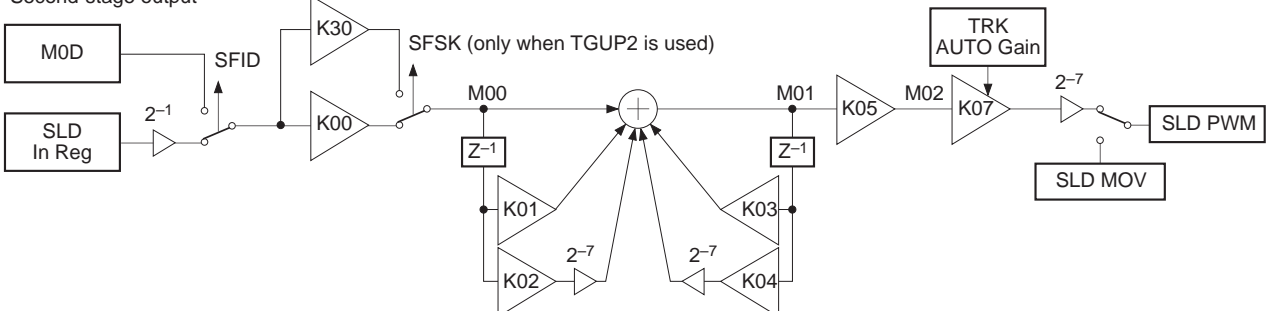 Second-stage output
K30
M0D
SFID
SFSK (only when TGUP2 is used)
TRK
AUTO Gain
2–1
2–7
SLD
In Reg
K00
M00
M01
K05
M02
K07
SLD PWM
Z–1
Z–1
SLD MOV
K01
K03
2–7
2–7
K02
K04